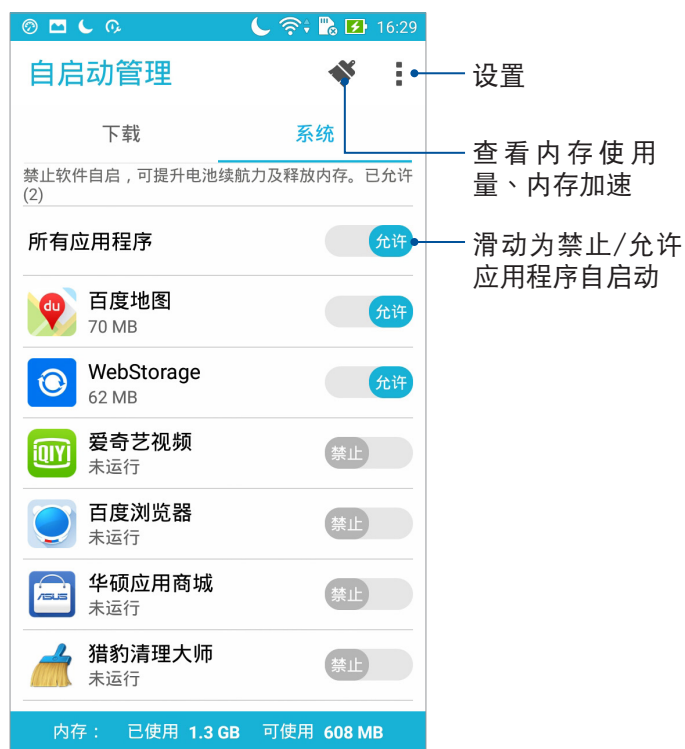 16:29
自启动管理
设置
下载 系统
查看内存使用
量、内存加速
禁止软件自启，可提升电池续航力及释放内存。已允许
(2)
所有应用程序 允许
滑动为禁止/允许
应用程序自启动
du 百度地图 允许
70 MB
WebStorage 允许
62 MB
iQIYI 爱奇艺视频 禁止
未运行
百度浏览器 禁止
未运行
ASUS 华硕应用商城 禁止
未运行
猎豹清理大师 禁止
未运行
内存： 已使用 1.3 GB 可使用 608 MB